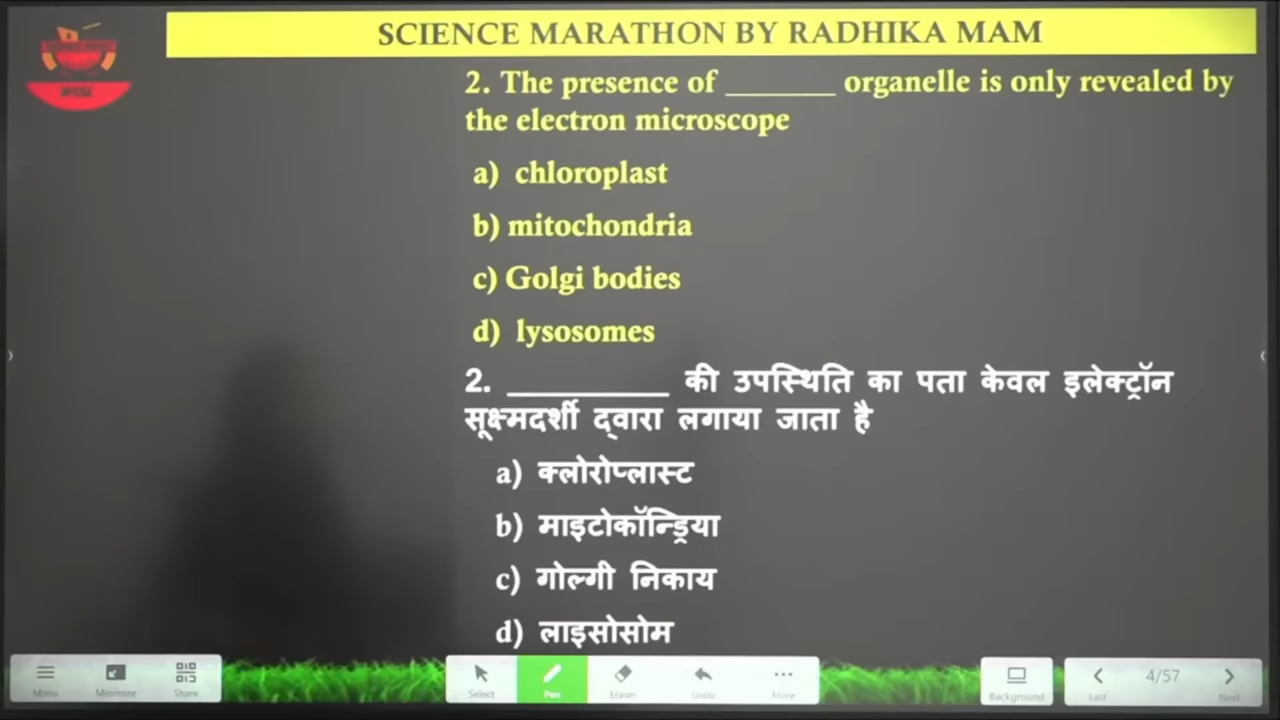 SCIENCE MARATHON BY RADHIKA MAM
2. The presence of _______ organelle is only revealed by
the electron microscope
a) chloroplast
b) mitochondria
c) Golgi bodies
d) lysosomes
2. __________ की उपस्थिति का पता केवल इलेक्ट्रॉन
सूक्ष्मदर्शी द्वारा लगाया जाता है
a) क्लोरोप्लास्ट
b) माइटोकॉन्ड्रिया
c) गोल्गी निकाय
d) लाइसोसोम
Menu Minimize Share Select Pen Eraser Undo More Background Last 4/57 Next